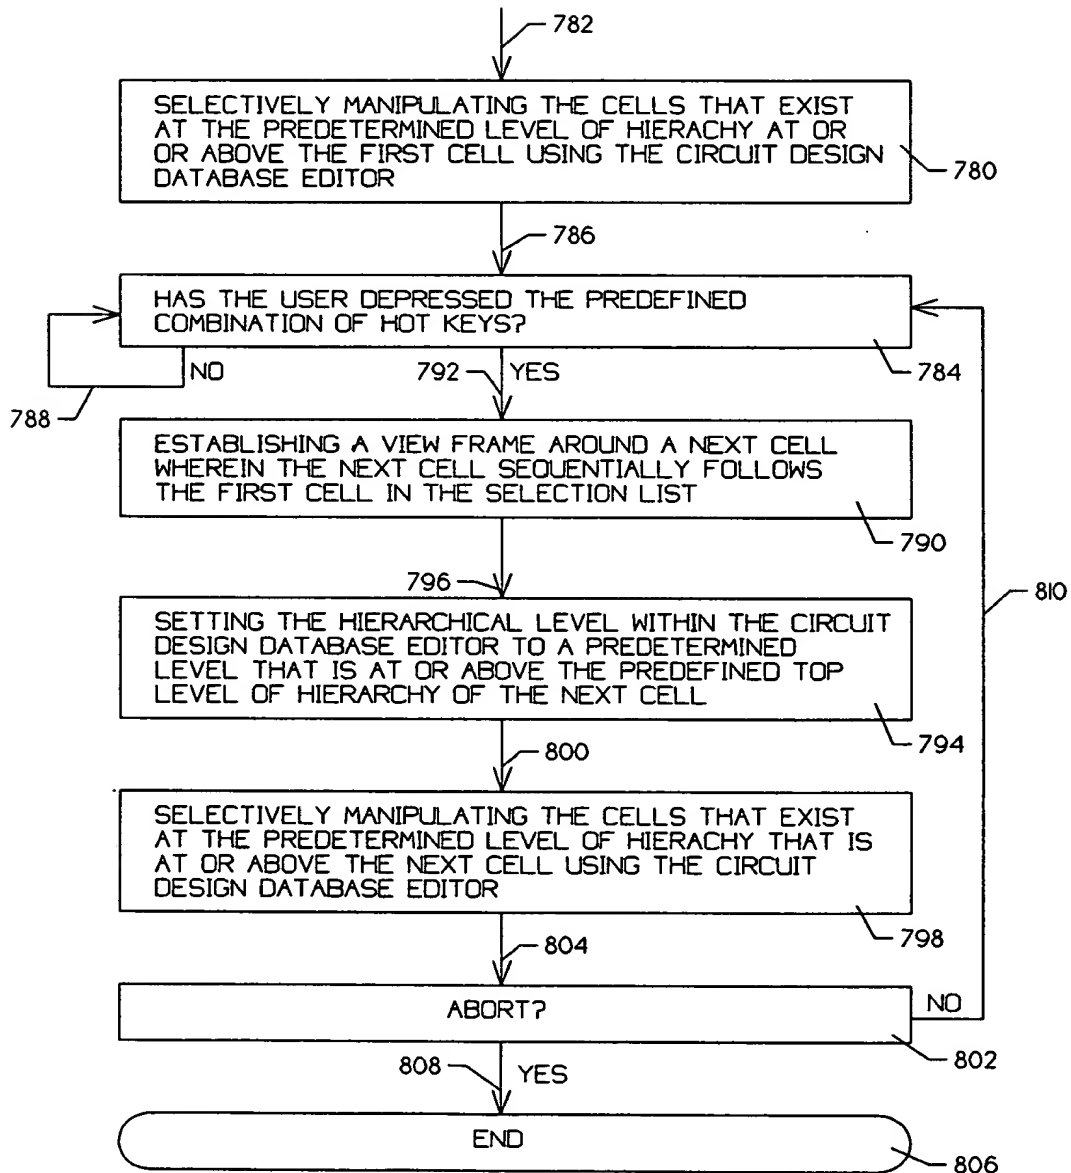 782
SELECTIVELY MANIPULATING THE CELLS THAT EXIST
AT THE PREDETERMINED LEVEL OF HIERACHY AT OR
OR ABOVE THE FIRST CELL USING THE CIRCUIT DESIGN
DATABASE EDITOR
780
786
HAS THE USER DEPRESSED THE PREDEFINED
COMBINATION OF HOT KEYS?
784
NO
788
792
YES
ESTABLISHING A VIEW FRAME AROUND A NEXT CELL
WHEREIN THE NEXT CELL SEQUENTIALLY FOLLOWS
THE FIRST CELL IN THE SELECTION LIST
790
796
810
SETTING THE HIERARCHICAL LEVEL WITHIN THE CIRCUIT
DESIGN DATABASE EDITOR TO A PREDETERMINED
LEVEL THAT IS AT OR ABOVE THE PREDEFINED TOP
LEVEL OF HIERARCHY OF THE NEXT CELL
794
800
SELECTIVELY MANIPULATING THE CELLS THAT EXIST
AT THE PREDETERMINED LEVEL OF HIERACHY THAT IS
AT OR ABOVE THE NEXT CELL USING THE CIRCUIT
DESIGN DATABASE EDITOR
798
804
ABORT?
NO
802
808
YES
END
806